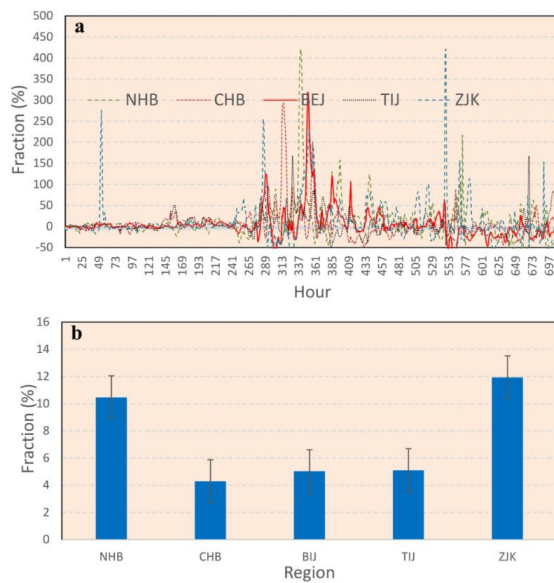 a
500
450
400
350
300
250
200
150
100
50
0
-50
Fraction (%)
NHB CHB BEJ TIJ ZJK
1 25 49 73 97 121 145 169 193 217 241 265 289 313 337 361 385 409 433 457 481 505 529 553 577 601 625 649 673 697
Hour
b
16
14
12
10
8
6
4
2
0
Fraction (%)
NHB CHB BIJ TIJ ZJK
Region